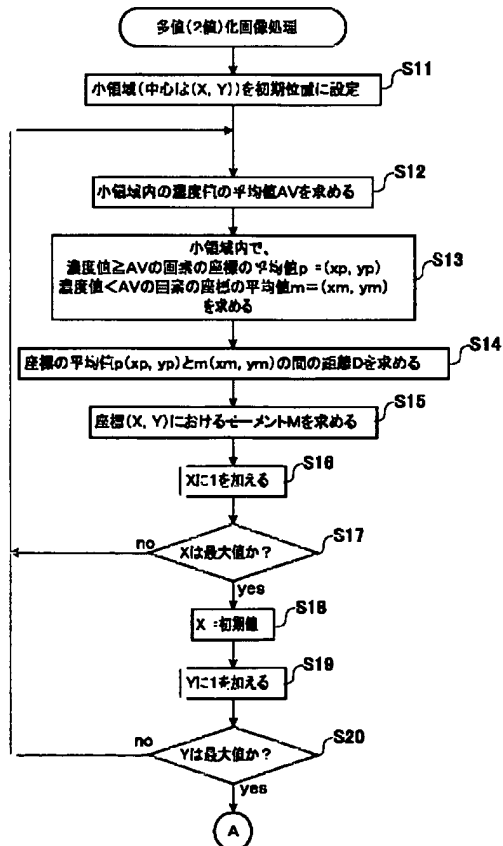 多値(2値)化画像処理
S11
小領域(中心は(X, Y))を初期位置に設定
S12
小領域内の濃度値の平均値AVを求める
S13
小領域内で、
濃度値≧AVの画素の座標の平均値p =(xp, yp)
濃度値<AVの画素の座標の平均値m=(xm, ym)
を求める
S14
座標の平均値p(xp, yp)とm(xm, ym)の間の距離Dを求める
S15
座標(X, Y)におけるモーメントMを求める
S16
Xに1を加える
S17
Xは最大値か?
no
yes
S18
X =初期値
S19
Yに1を加える
S20
Yは最大値か?
no
yes
A